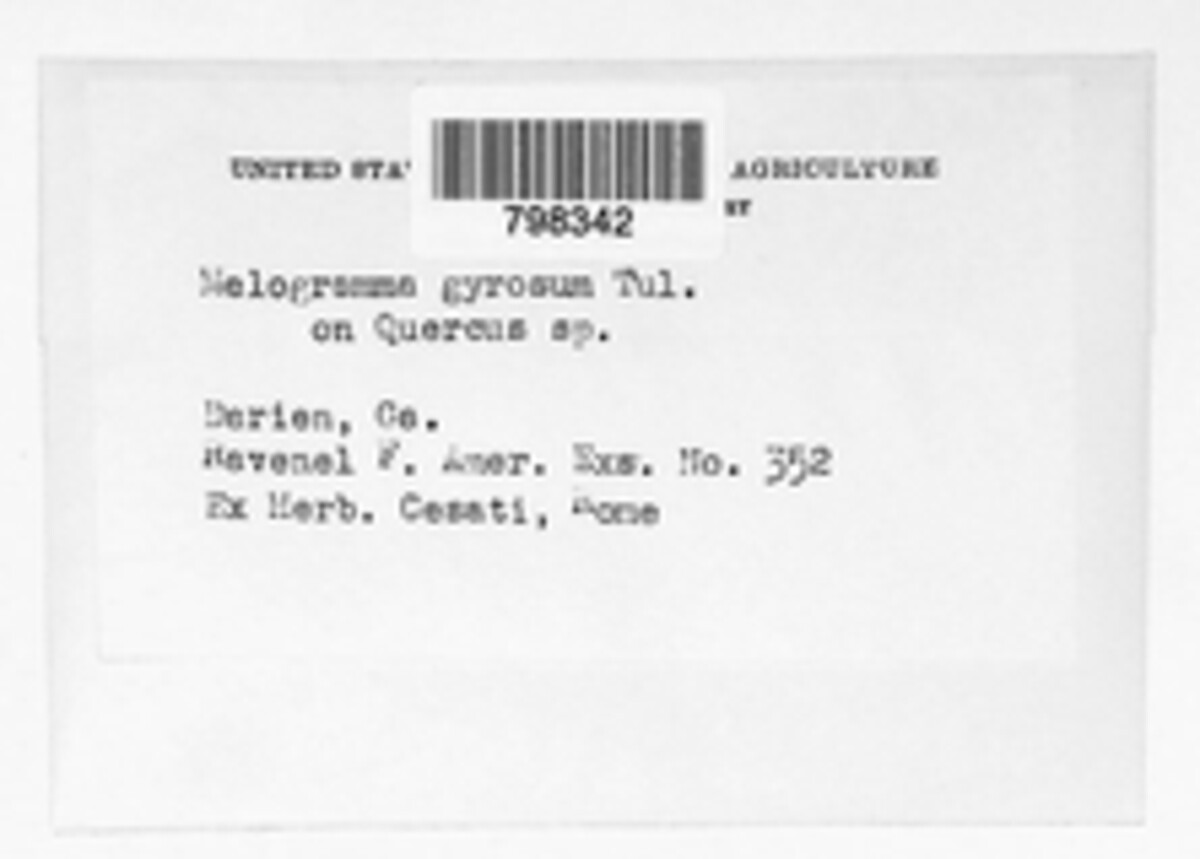 UNITED STA AGRICULTURE
798342
Melogramma gyrosum Tul.
on Quercus sp.
Darien, Ga.
Ravenel F. Amer. Exs. No. 352
Ex Herb. Cesati, Rome